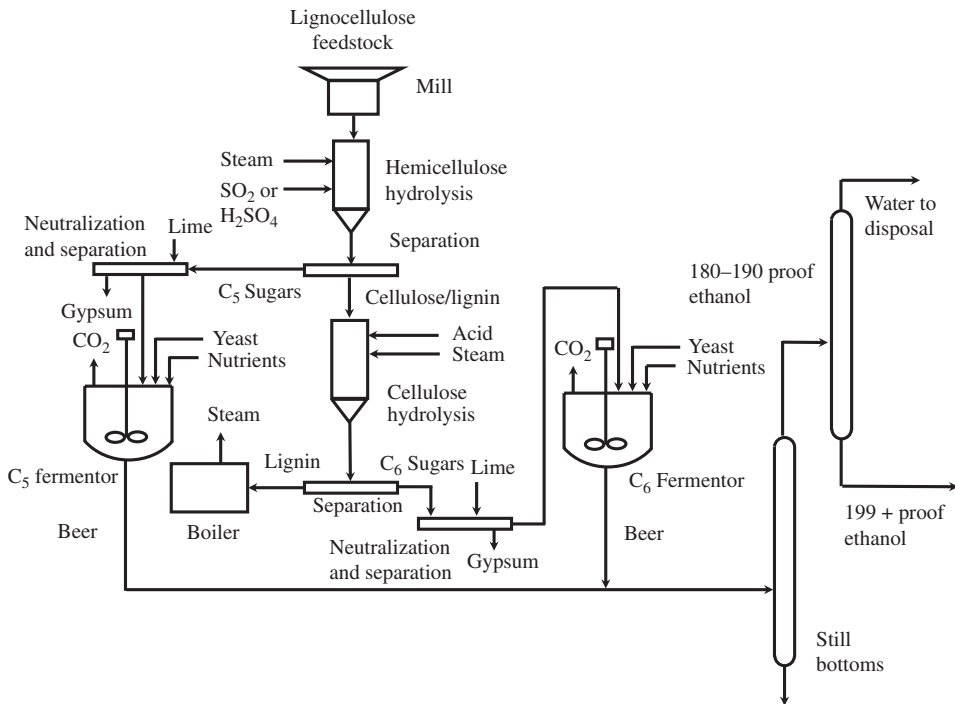 Lignocellulose
feedstock
Mill
Steam
SO₂ or
H₂SO₄
Hemicellulose
hydrolysis
Neutralization
and separation
Lime
Separation
C₅ Sugars
Gypsum
Cellulose/lignin
CO₂
Yeast
Nutrients
Acid
Steam
Cellulose
hydrolysis
C₅ fermentor
Steam
Lignin
Boiler
Separation
C₆ Sugars
Lime
Neutralization
and separation
Gypsum
CO₂
Yeast
Nutrients
C₆ Fermentor
Beer
Beer
180–190 proof
ethanol
Water to
disposal
199 + proof
ethanol
Still
bottoms